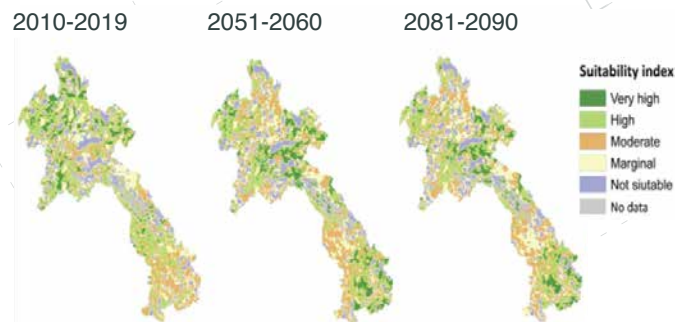 2010-2019
2051-2060
2081-2090
Suitability index
Very high
High
Moderate
Marginal
Not siutable
No data